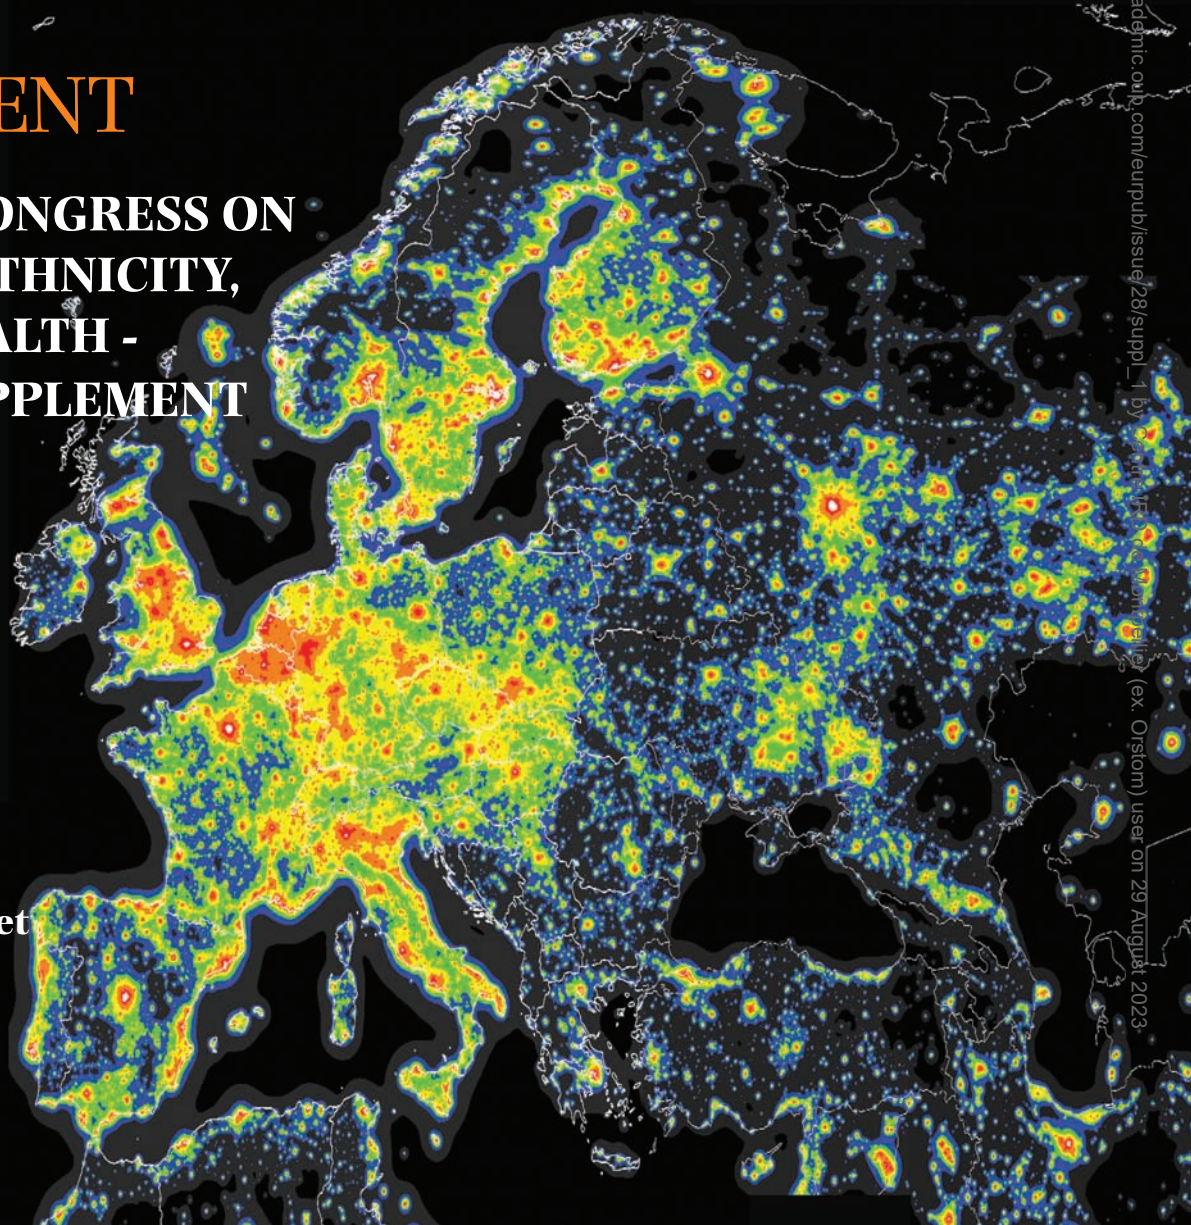 ENT
ONGRESS ON
THNICITY,
ALTH -
PPLEMENT
et
ademic.oup.com/eurpub/issue/28/suppl_1 by
(ex. Orstom) user on 29 August 2023